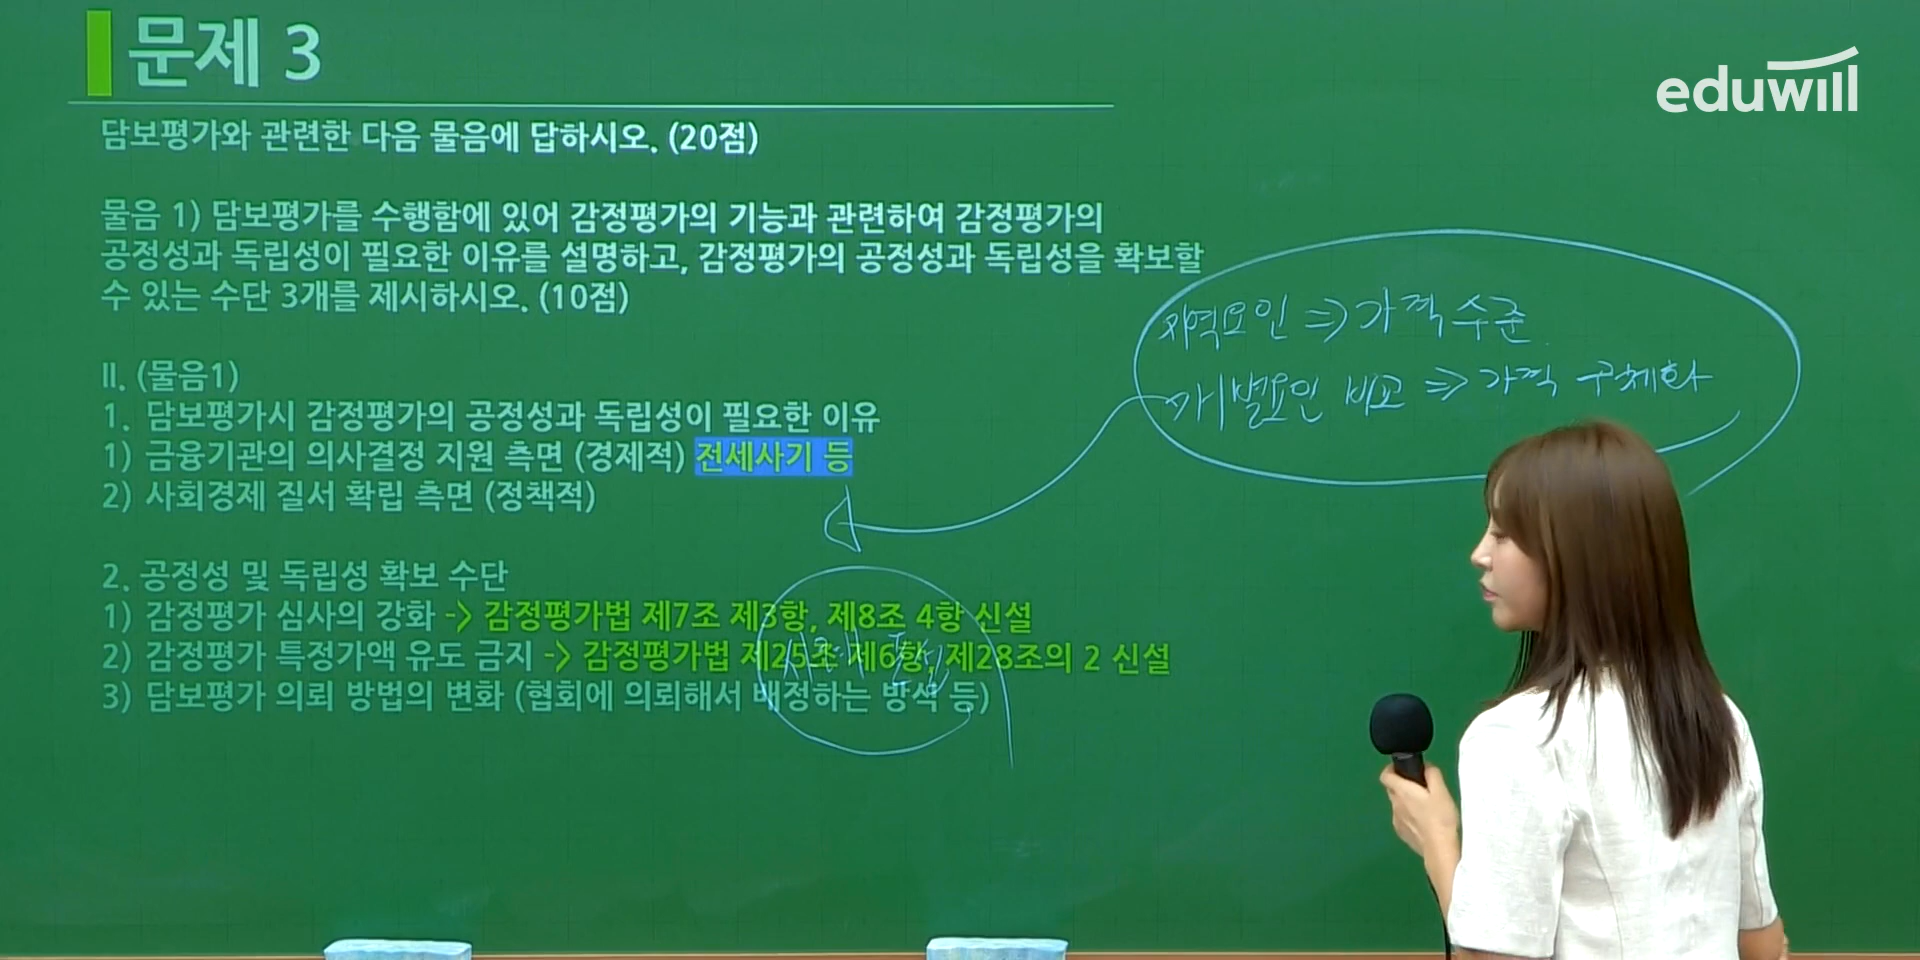 문제 3
eduwill
담보평가와 관련한 다음 물음에 답하시오. (20점)
물음 1) 담보평가를 수행함에 있어 감정평가의 기능과 관련하여 감정평가의
공정성과 독립성이 필요한 이유를 설명하고, 감정평가의 공정성과 독립성을 확보할
수 있는 수단 3개를 제시하시오. (10점)
지역요인 ⇒ 가격수준
개별요인 비교 ⇒ 가격 구체화
II. (물음1)
1. 담보평가시 감정평가의 공정성과 독립성이 필요한 이유
1) 금융기관의 의사결정 지원 측면 (경제적) 전세사기 등
2) 사회경제 질서 확립 측면 (정책적)
2. 공정성 및 독립성 확보 수단
1) 감정평가 심사의 강화 -> 감정평가법 제7조 제3항, 제8조 4항 신설
2) 감정평가 특정가액 유도 금지 -> 감정평가법 제25조 제6항, 제28조의 2 신설
3) 담보평가 의뢰 방법의 변화 (협회에 의뢰해서 배정하는 방식 등)